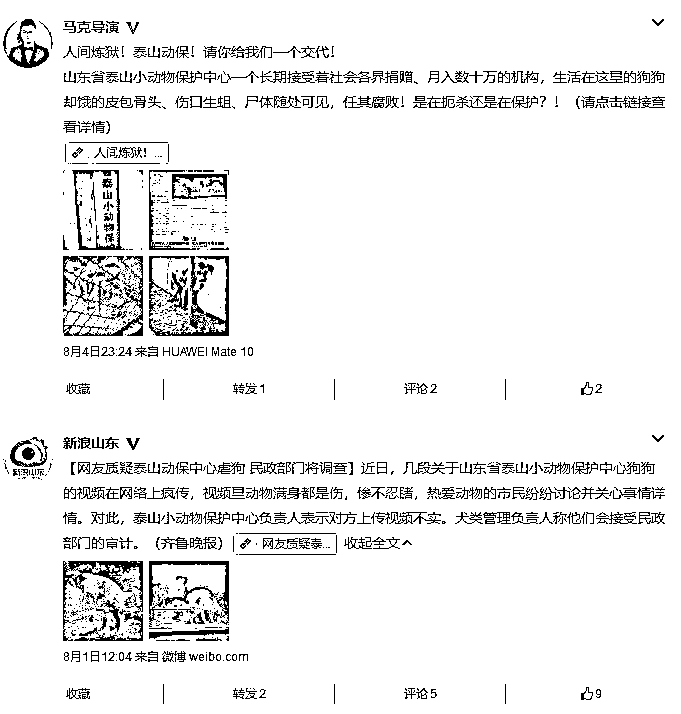 马克导演
人间炼狱！泰山动保！请你给我们一个交代！
山东省泰山小动物保护中心一个长期接受着社会各界捐赠、月入数十万的机构，生活在这里的狗狗
却饿的皮包骨头、伤口生蛆、尸体随处可见，任其腐败！是在扼杀还是在保护？！（请点击链接查
看详情）
人间炼狱！...
泰山小动物保
8月4日23:24 来自 HUAWEI Mate 10
收藏 转发 1 评论 2 2
新浪山东
新浪山东
【网友质疑泰山动保中心虐狗 民政部门将调查】近日，几段关于山东省泰山小动物保护中心狗狗
的视频在网络上疯传，视频里动物满身都是伤，惨不忍睹，热爱动物的市民纷纷讨论并关心事情详
情。对此，泰山小动物保护中心负责人表示对方上传视频不实。犬类管理负责人称他们会接受民政
部门的审计。（齐鲁晚报） 网友质疑泰... 收起全文
8月1日12:04 来自 微博 weibo.com
收藏 转发 2 评论 5 9